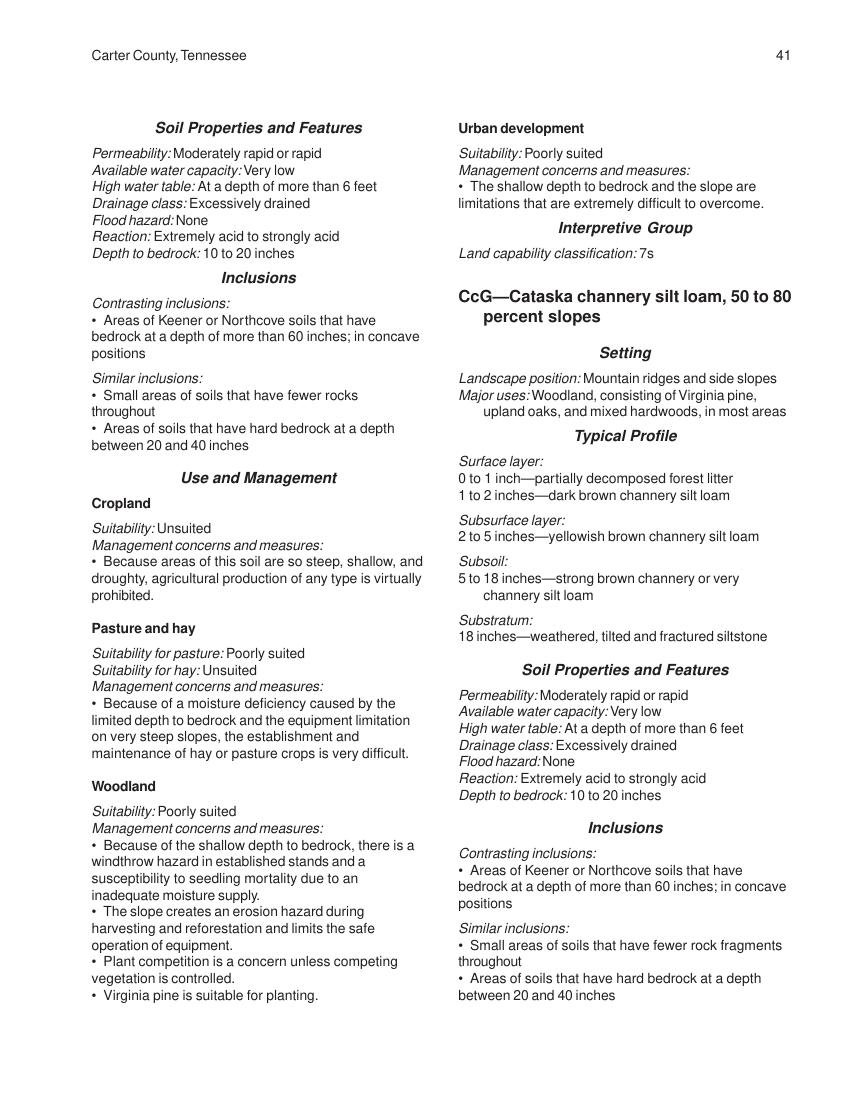 Carter County, Tennessee
41
Soil Properties and Features
Permeability: Moderately rapid or rapid
Available water capacity: Very low
High water table: At a depth of more than 6 feet
Drainage class: Excessively drained
Flood hazard: None
Reaction: Extremely acid to strongly acid
Depth to bedrock: 10 to 20 inches
Inclusions
Contrasting inclusions:
• Areas of Keener or Northcove soils that have
bedrock at a depth of more than 60 inches; in concave
positions
Similar inclusions:
• Small areas of soils that have fewer rocks
throughout
• Areas of soils that have hard bedrock at a depth
between 20 and 40 inches
Use and Management
Cropland
Suitability: Unsuited
Management concerns and measures:
• Because areas of this soil are so steep, shallow, and
droughty, agricultural production of any type is virtually
prohibited.
Pasture and hay
Suitability for pasture: Poorly suited
Suitability for hay: Unsuited
Management concerns and measures:
• Because of a moisture deficiency caused by the
limited depth to bedrock and the equipment limitation
on very steep slopes, the establishment and
maintenance of hay or pasture crops is very difficult.
Woodland
Suitability: Poorly suited
Management concerns and measures:
• Because of the shallow depth to bedrock, there is a
windthrow hazard in established stands and a
susceptibility to seedling mortality due to an
inadequate moisture supply.
• The slope creates an erosion hazard during
harvesting and reforestation and limits the safe
operation of equipment.
• Plant competition is a concern unless competing
vegetation is controlled.
• Virginia pine is suitable for planting.
Urban development
Suitability: Poorly suited
Management concerns and measures:
• The shallow depth to bedrock and the slope are
limitations that are extremely difficult to overcome.
Interpretive Group
Land capability classification: 7s
CcG—Cataska channery silt loam, 50 to 80
percent slopes
Setting
Landscape position: Mountain ridges and side slopes
Major uses: Woodland, consisting of Virginia pine,
upland oaks, and mixed hardwoods, in most areas
Typical Profile
Surface layer:
0 to 1 inch—partially decomposed forest litter
1 to 2 inches—dark brown channery silt loam
Subsurface layer:
2 to 5 inches—yellowish brown channery silt loam
Subsoil:
5 to 18 inches—strong brown channery or very
channery silt loam
Substratum:
18 inches—weathered, tilted and fractured siltstone
Soil Properties and Features
Permeability: Moderately rapid or rapid
Available water capacity: Very low
High water table: At a depth of more than 6 feet
Drainage class: Excessively drained
Flood hazard: None
Reaction: Extremely acid to strongly acid
Depth to bedrock: 10 to 20 inches
Inclusions
Contrasting inclusions:
• Areas of Keener or Northcove soils that have
bedrock at a depth of more than 60 inches; in concave
positions
Similar inclusions:
• Small areas of soils that have fewer rock fragments
throughout
• Areas of soils that have hard bedrock at a depth
between 20 and 40 inches